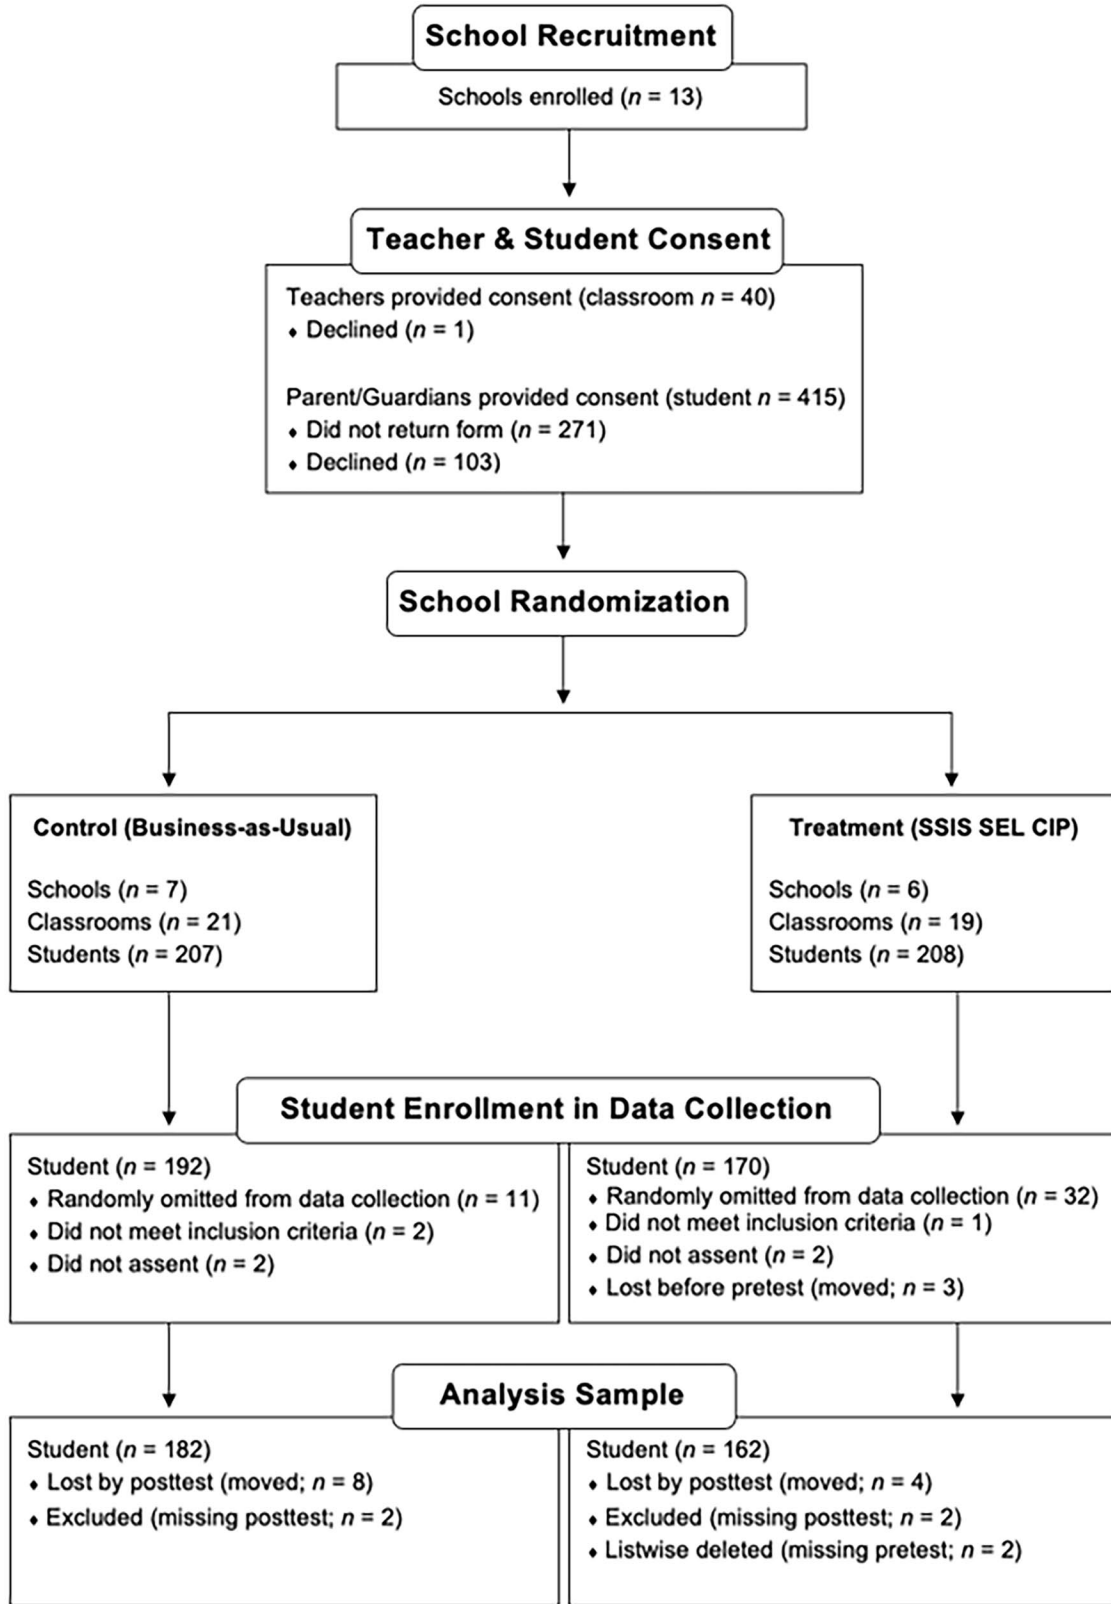 School Recruitment
Schools enrolled (n = 13)
Teacher & Student Consent
Teachers provided consent (classroom n = 40)
♦ Declined (n = 1)
Parent/Guardians provided consent (student n = 415)
♦ Did not return form (n = 271)
♦ Declined (n = 103)
School Randomization
Control (Business-as-Usual)
Schools (n = 7)
Classrooms (n = 21)
Students (n = 207)
Treatment (SSIS SEL CIP)
Schools (n = 6)
Classrooms (n = 19)
Students (n = 208)
Student Enrollment in Data Collection
Student (n = 192)
♦ Randomly omitted from data collection (n = 11)
♦ Did not meet inclusion criteria (n = 2)
♦ Did not assent (n = 2)
Student (n = 170)
♦ Randomly omitted from data collection (n = 32)
♦ Did not meet inclusion criteria (n = 1)
♦ Did not assent (n = 2)
♦ Lost before pretest (moved; n = 3)
Analysis Sample
Student (n = 182)
♦ Lost by posttest (moved; n = 8)
♦ Excluded (missing posttest; n = 2)
Student (n = 162)
♦ Lost by posttest (moved; n = 4)
♦ Excluded (missing posttest; n = 2)
♦ Listwise deleted (missing pretest; n = 2)